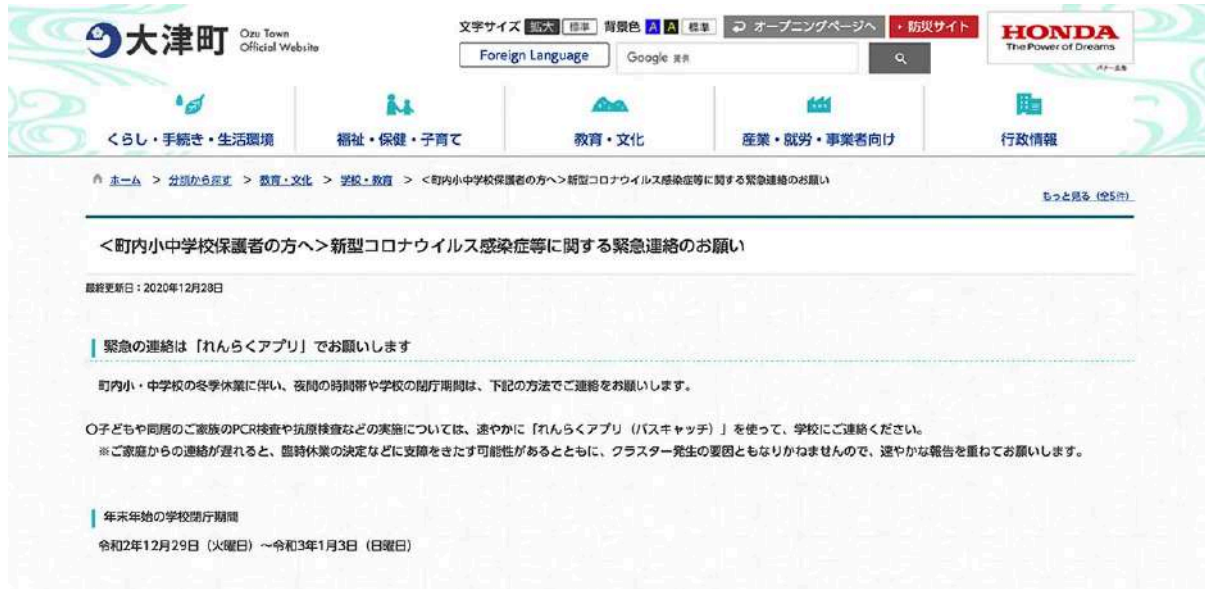 大津町 Ozu Town Official Website
文字サイズ 拡大 標準 背景色 A A 標準 オープニングページへ 防災サイト
Foreign Language Google 提供
HONDA
The Power of Dreams
バナー広告
くらし・手続き・生活環境 福祉・保健・子育て 教育・文化 産業・就労・事業者向け 行政情報
ホーム > 分類から探す > 教育・文化 > 学校・教育 > <町内小中学校保護者の方へ>新型コロナウイルス感染症等に関する緊急連絡のお願い
もっと見る(全5件)
<町内小中学校保護者の方へ>新型コロナウイルス感染症等に関する緊急連絡のお願い
最終更新日:2020年12月28日
緊急の連絡は「れんらくアプリ」でお願いします
町内小・中学校の冬季休業に伴い、夜間の時間帯や学校の閉庁期間は、下記の方法でご連絡をお願いします。
〇子どもや同居のご家族のPCR検査や抗原検査などの実施については、速やかに「れんらくアプリ(バスキャッチ)」を使って、学校にご連絡ください。
※ご家庭からの連絡が遅れると、臨時休業の決定などに支障をきたす可能性があるとともに、クラスター発生の要因ともなりかねませんので、速やかな報告を重ねてお願いします。
年末年始の学校閉庁期間
令和2年12月29日(火曜日)~令和3年1月3日(日曜日)